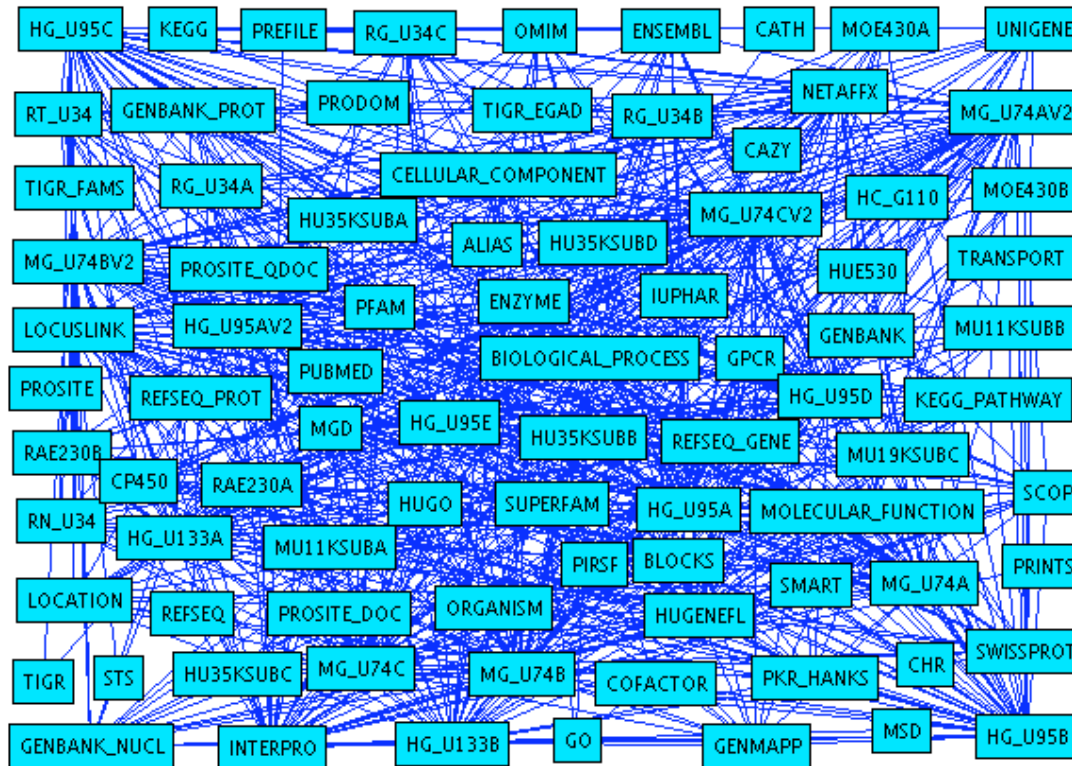 HG_U95C
KEGG
PREFILE
RG_U34C
OMIM
ENSEMBL
CATH
MOE430A
UNIGENE
RT_U34
GENBANK_PROT
PRODOM
TIGR_EGAD
RG_U34B
NETAFFX
MG_U74AV2
CAZY
TIGR_FAMS
RG_U34A
CELLULAR_COMPONENT
HU35KSUBA
MG_U74CV2
HC_G110
MOE430B
MG_U74BV2
PROSITE_QDOC
ALIAS
HU35KSUBD
HUE530
TRANSPORT
PFAM
ENZYME
IUPHAR
LOCUSLINK
HG_U95AV2
GENBANK
MU11KSUBB
PUBMED
BIOLOGICAL_PROCESS
GPCR
PROSITE
REFSEQ_PROT
HG_U95D
KEGG_PATHWAY
MGD
HG_U95E
HU35KSUBB
REFSEQ_GENE
RAE230B
CP450
RAE230A
MU19KSUBC
SCOP
RN_U34
HG_U133A
HUGO
SUPERFAM
HG_U95A
MOLECULAR_FUNCTION
MU11KSUBA
PIRSF
BLOCKS
PRINTS
LOCATION
REFSEQ
PROSITE_DOC
ORGANISM
HUGENEFL
SMART
MG_U74A
TIGR
STS
HU35KSUBC
MG_U74C
MG_U74B
COFACTOR
PKR_HANKS
CHR
SWISSPROT
GENBANK_NUCL
INTERPRO
HG_U133B
GO
GENMAPP
MSD
HG_U95B